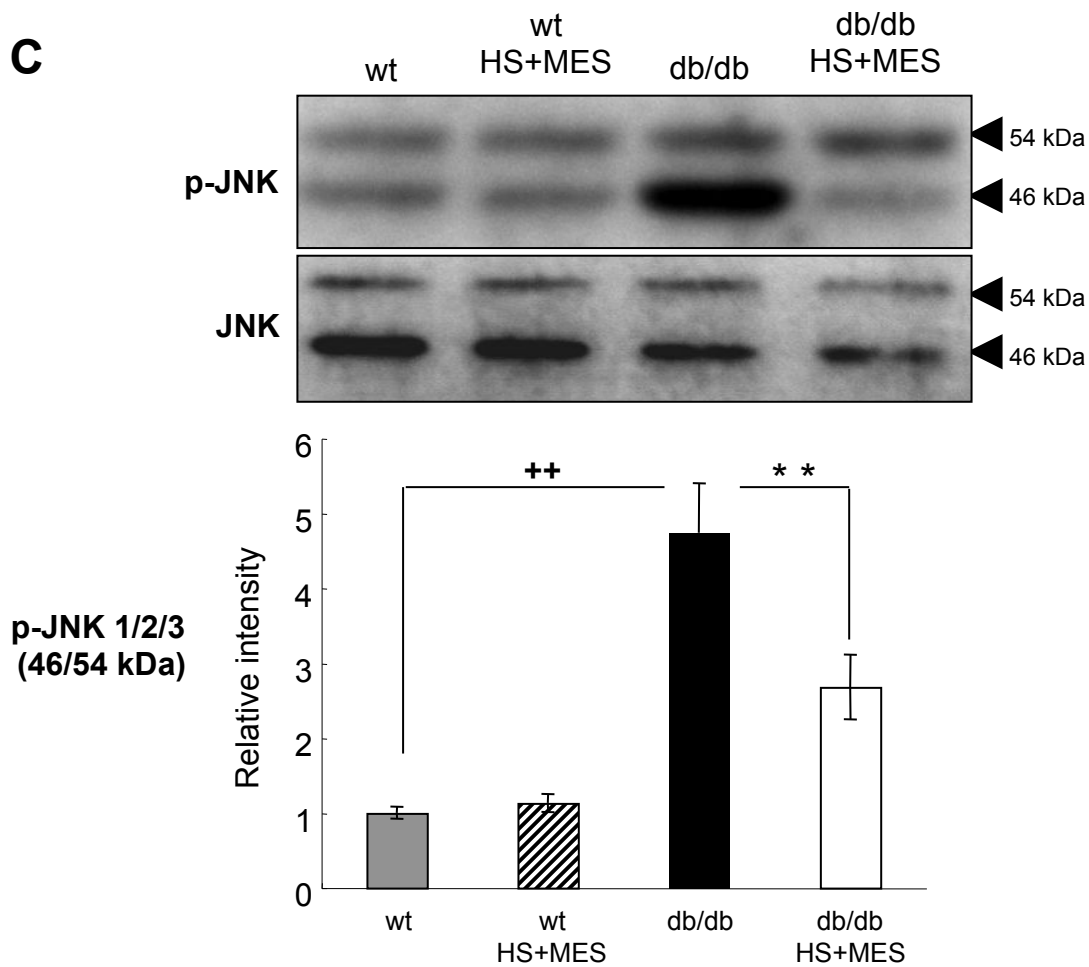 C
wt
wt
HS+MES
db/db
db/db
HS+MES
p-JNK
54 kDa
46 kDa
JNK
54 kDa
46 kDa
p-JNK 1/2/3
(46/54 kDa)
Relative intensity
6
5
4
3
2
1
0
++
* *
wt
wt
HS+MES
db/db
db/db
HS+MES